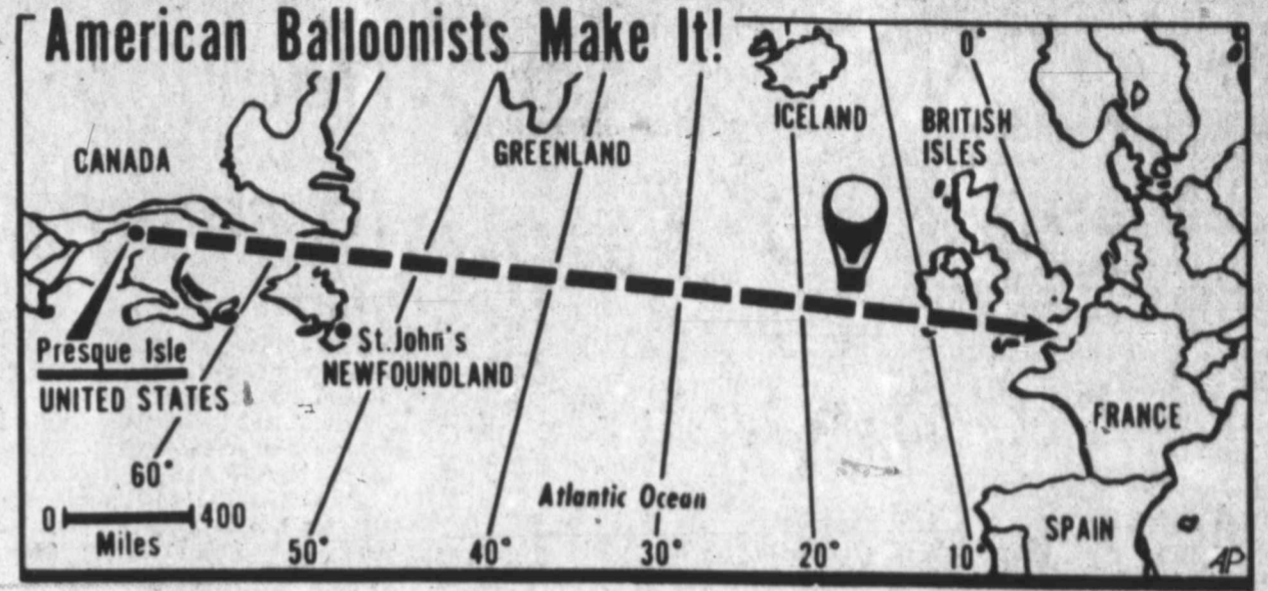 American Balloonists Make It!
0°
ICELAND
BRITISH
ISLES
CANADA
GREENLAND
St.John's
NEWFOUNDLAND
Presque Isle
UNITED STATES
FRANCE
60°
Atlantic Ocean
0 400
Miles
SPAIN
50°
40°
30°
20°
10°
AP